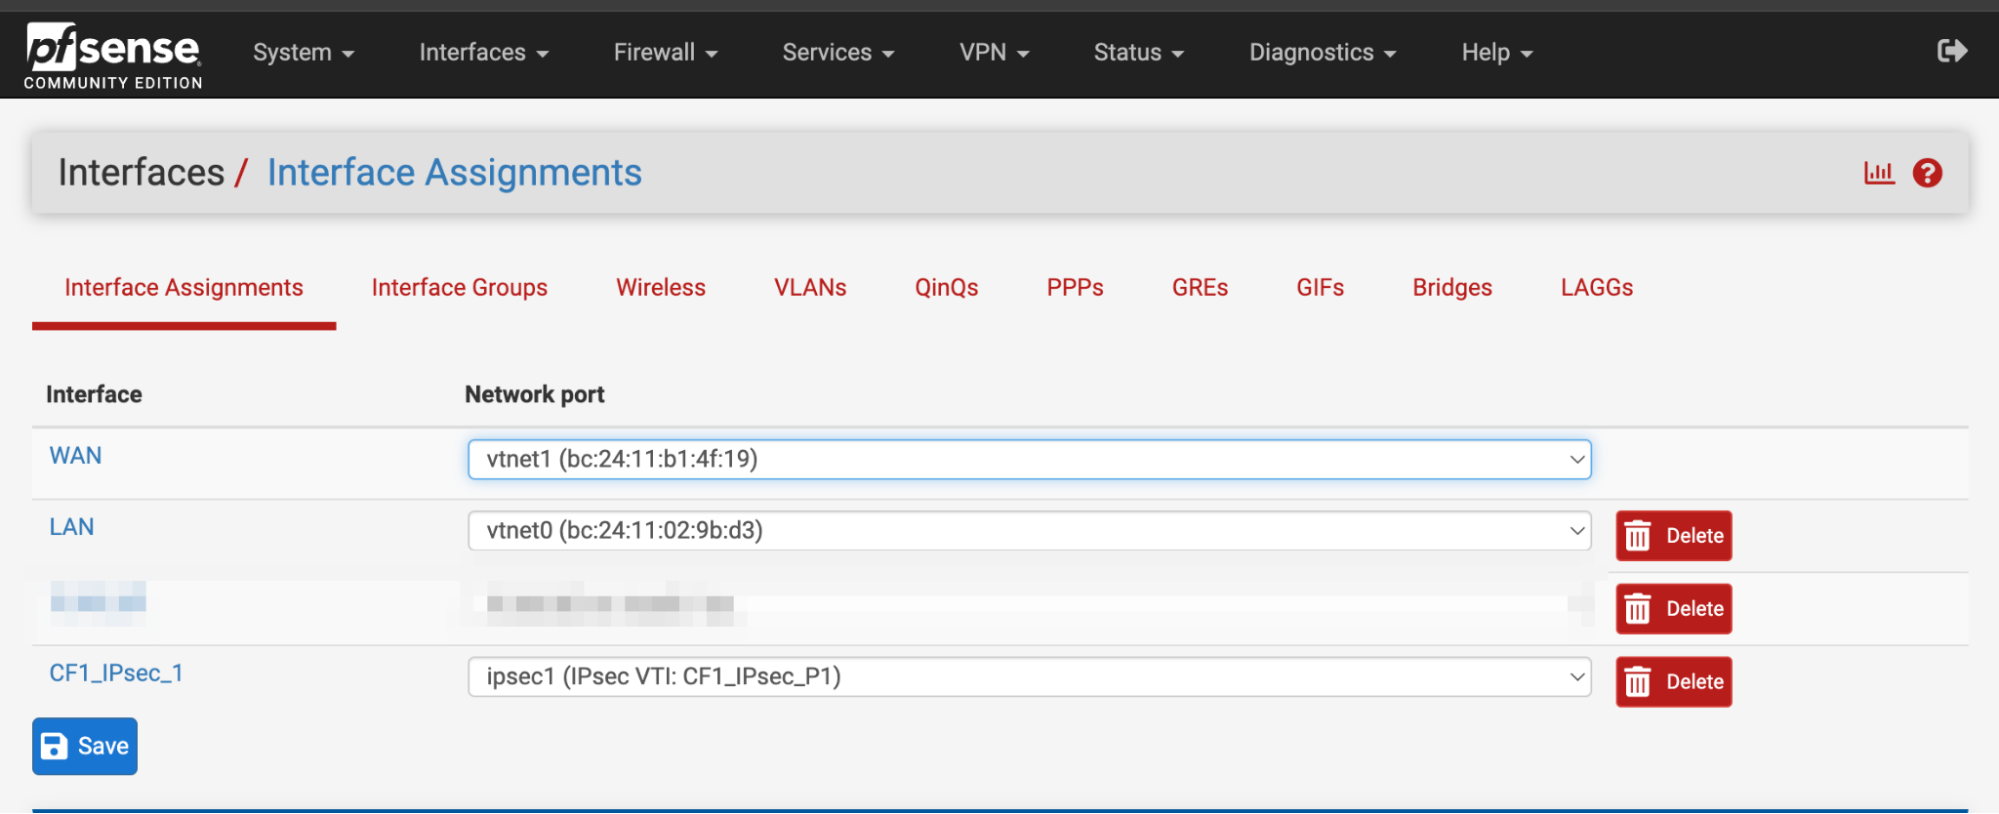 pfsense
COMMUNITY EDITION
System Interfaces Firewall Services VPN Status Diagnostics Help
Interfaces / Interface Assignments
Interface Assignments Interface Groups Wireless VLANs QinQs PPPs GREs GIFs Bridges LAGGs
Interface Network port
WAN vtnet1 (bc:24:11:b1:4f:19)
LAN vtnet0 (bc:24:11:02:9b:d3) Delete
Delete
CF1_IPsec_1 ipsec1 (IPsec VTI: CF1_IPsec_P1) Delete
Save